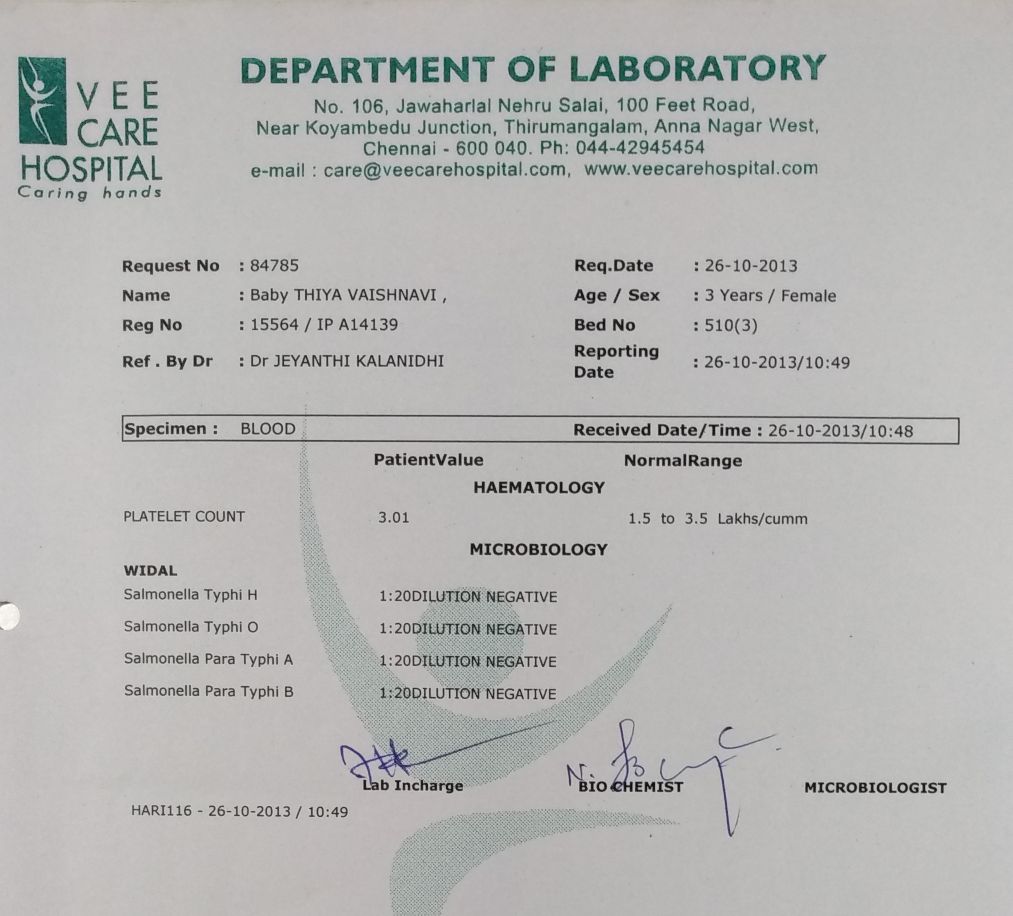 VEE
CARE
HOSPITAL
Caring hands
DEPARTMENT OF LABORATORY
No. 106, Jawaharlal Nehru Salai, 100 Feet Road,
Near Koyambedu Junction, Thirumangalam, Anna Nagar West,
Chennai - 600 040. Ph: 044-42945454
e-mail : care@veecarehospital.com, www.veecarehospital.com
Request No : 84785 Req.Date : 26-10-2013
Name : Baby THIYA VAISHNAVI , Age / Sex : 3 Years / Female
Reg No : 15564 / IP A14139 Bed No : 510(3)
Ref . By Dr : Dr JEYANTHI KALANIDHI Reporting Date : 26-10-2013/10:49
Specimen : BLOOD Received Date/Time : 26-10-2013/10:48
PatientValue NormalRange
HAEMATOLOGY
PLATELET COUNT 3.01 1.5 to 3.5 Lakhs/cumm
MICROBIOLOGY
WIDAL
Salmonella Typhi H 1:20DILUTION NEGATIVE
Salmonella Typhi O 1:20DILUTION NEGATIVE
Salmonella Para Typhi A 1:20DILUTION NEGATIVE
Salmonella Para Typhi B 1:20DILUTION NEGATIVE
Lab Incharge BIO CHEMIST MICROBIOLOGIST
HARI116 - 26-10-2013 / 10:49